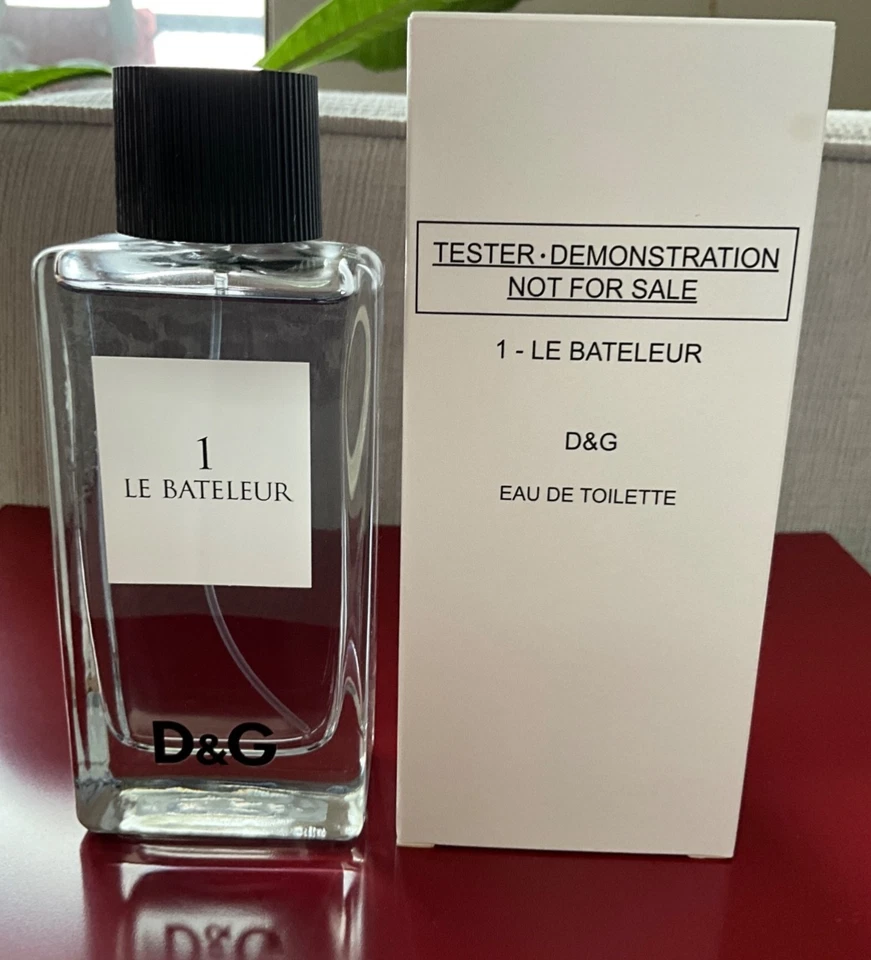 1
LE BATELEUR
D&G
TESTER·DEMONSTRATION
NOT FOR SALE
1 - LE BATELEUR
D&G
EAU DE TOILETTE
D&G